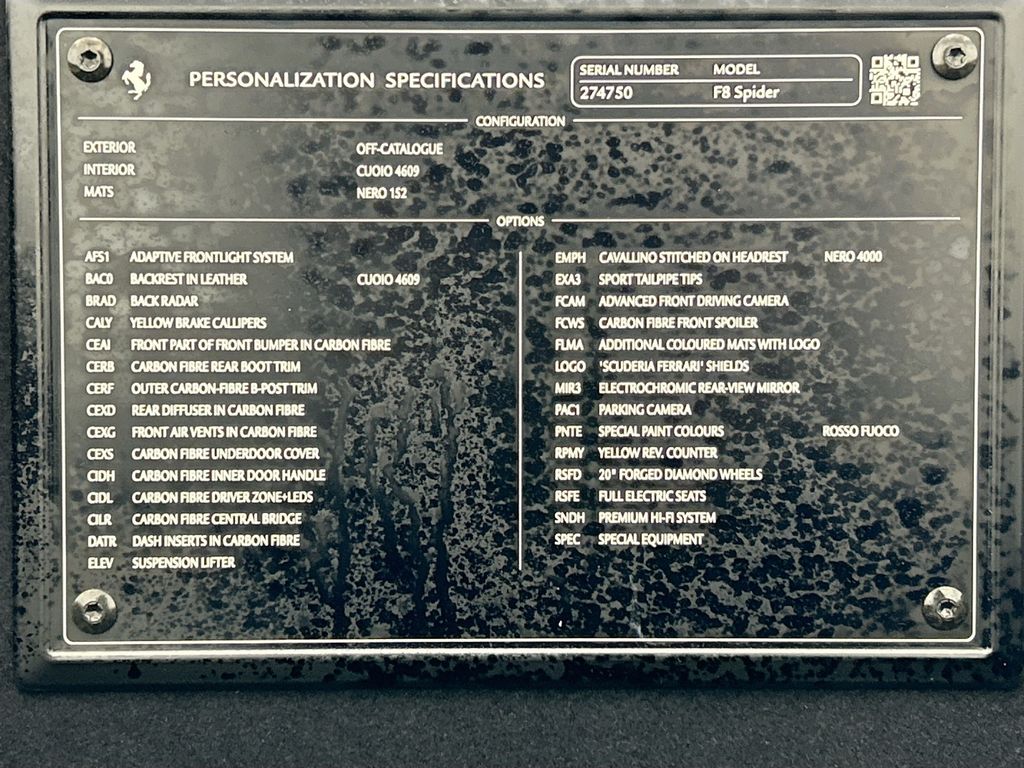 PERSONALIZATION SPECIFICATIONS
SERIAL NUMBER MODEL
274750 F8 Spider
CONFIGURATION
EXTERIOR OFF-CATALOGUE
INTERIOR CUOIO 4609
MATS NERO 152
OPTIONS
AFS1 ADAPTIVE FRONTLIGHT SYSTEM
BAC0 BACKREST IN LEATHER CUOIO 4609
BRAD BACK RADAR
CALY YELLOW BRAKE CALLIPERS
CEAI FRONT PART OF FRONT BUMPER IN CARBON FIBRE
CERB CARBON FIBRE REAR BOOT TRIM
CERF OUTER CARBON-FIBRE B-POST TRIM
CEXD REAR DIFFUSER IN CARBON FIBRE
CEXG FRONT AIR VENTS IN CARBON FIBRE
CEXS CARBON FIBRE UNDERDOOR COVER
CIDH CARBON FIBRE INNER DOOR HANDLE
CIDL CARBON FIBRE DRIVER ZONE+LEDS
CILR CARBON FIBRE CENTRAL BRIDGE
DATR DASH INSERTS IN CARBON FIBRE
ELEV SUSPENSION LIFTER
EMPH CAVALLINO STITCHED ON HEADREST NERO 4000
EXA3 SPORT TAILPIPE TIPS
FCAM ADVANCED FRONT DRIVING CAMERA
FCWS CARBON FIBRE FRONT SPOILER
FLMA ADDITIONAL COLOURED MATS WITH LOGO
LOGO 'SCUDERIA FERRARI' SHIELDS
MIR3 ELECTROCHROMIC REAR-VIEW MIRROR
PAC1 PARKING CAMERA
PNTE SPECIAL PAINT COLOURS ROSSO FUOCO
RPMY YELLOW REV. COUNTER
RSFD 20" FORGED DIAMOND WHEELS
RSFE FULL ELECTRIC SEATS
SNDH PREMIUM HI-FI SYSTEM
SPEC SPECIAL EQUIPMENT